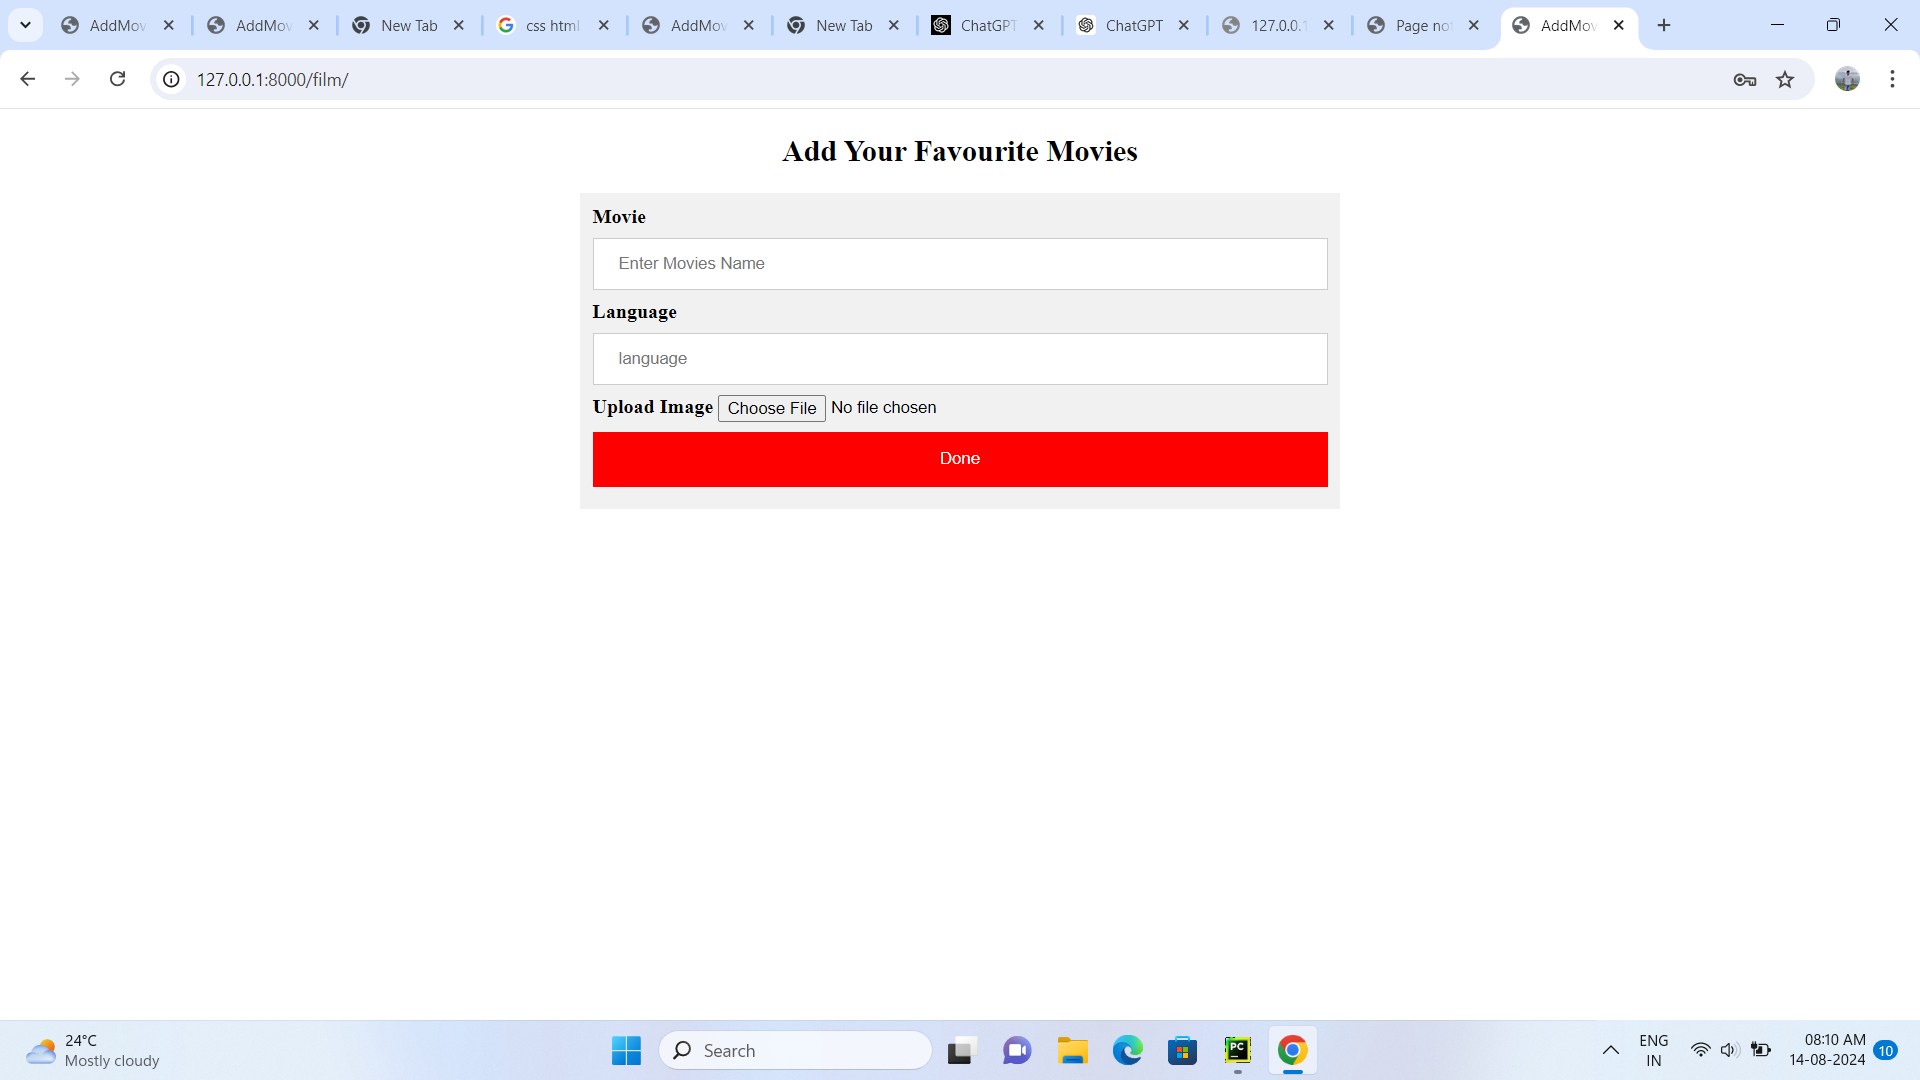 AddMov
AddMov
New Tab
css html
AddMov
New Tab
ChatGPT
ChatGPT
127.0.0.1
Page no
AddMov
127.0.0.1:8000/film/
Add Your Favourite Movies
Movie
Enter Movies Name
Language
language
Upload Image Choose File No file chosen
Done
24°C
Mostly cloudy
Search
PC
ENG
IN
08:10 AM
14-08-2024
10